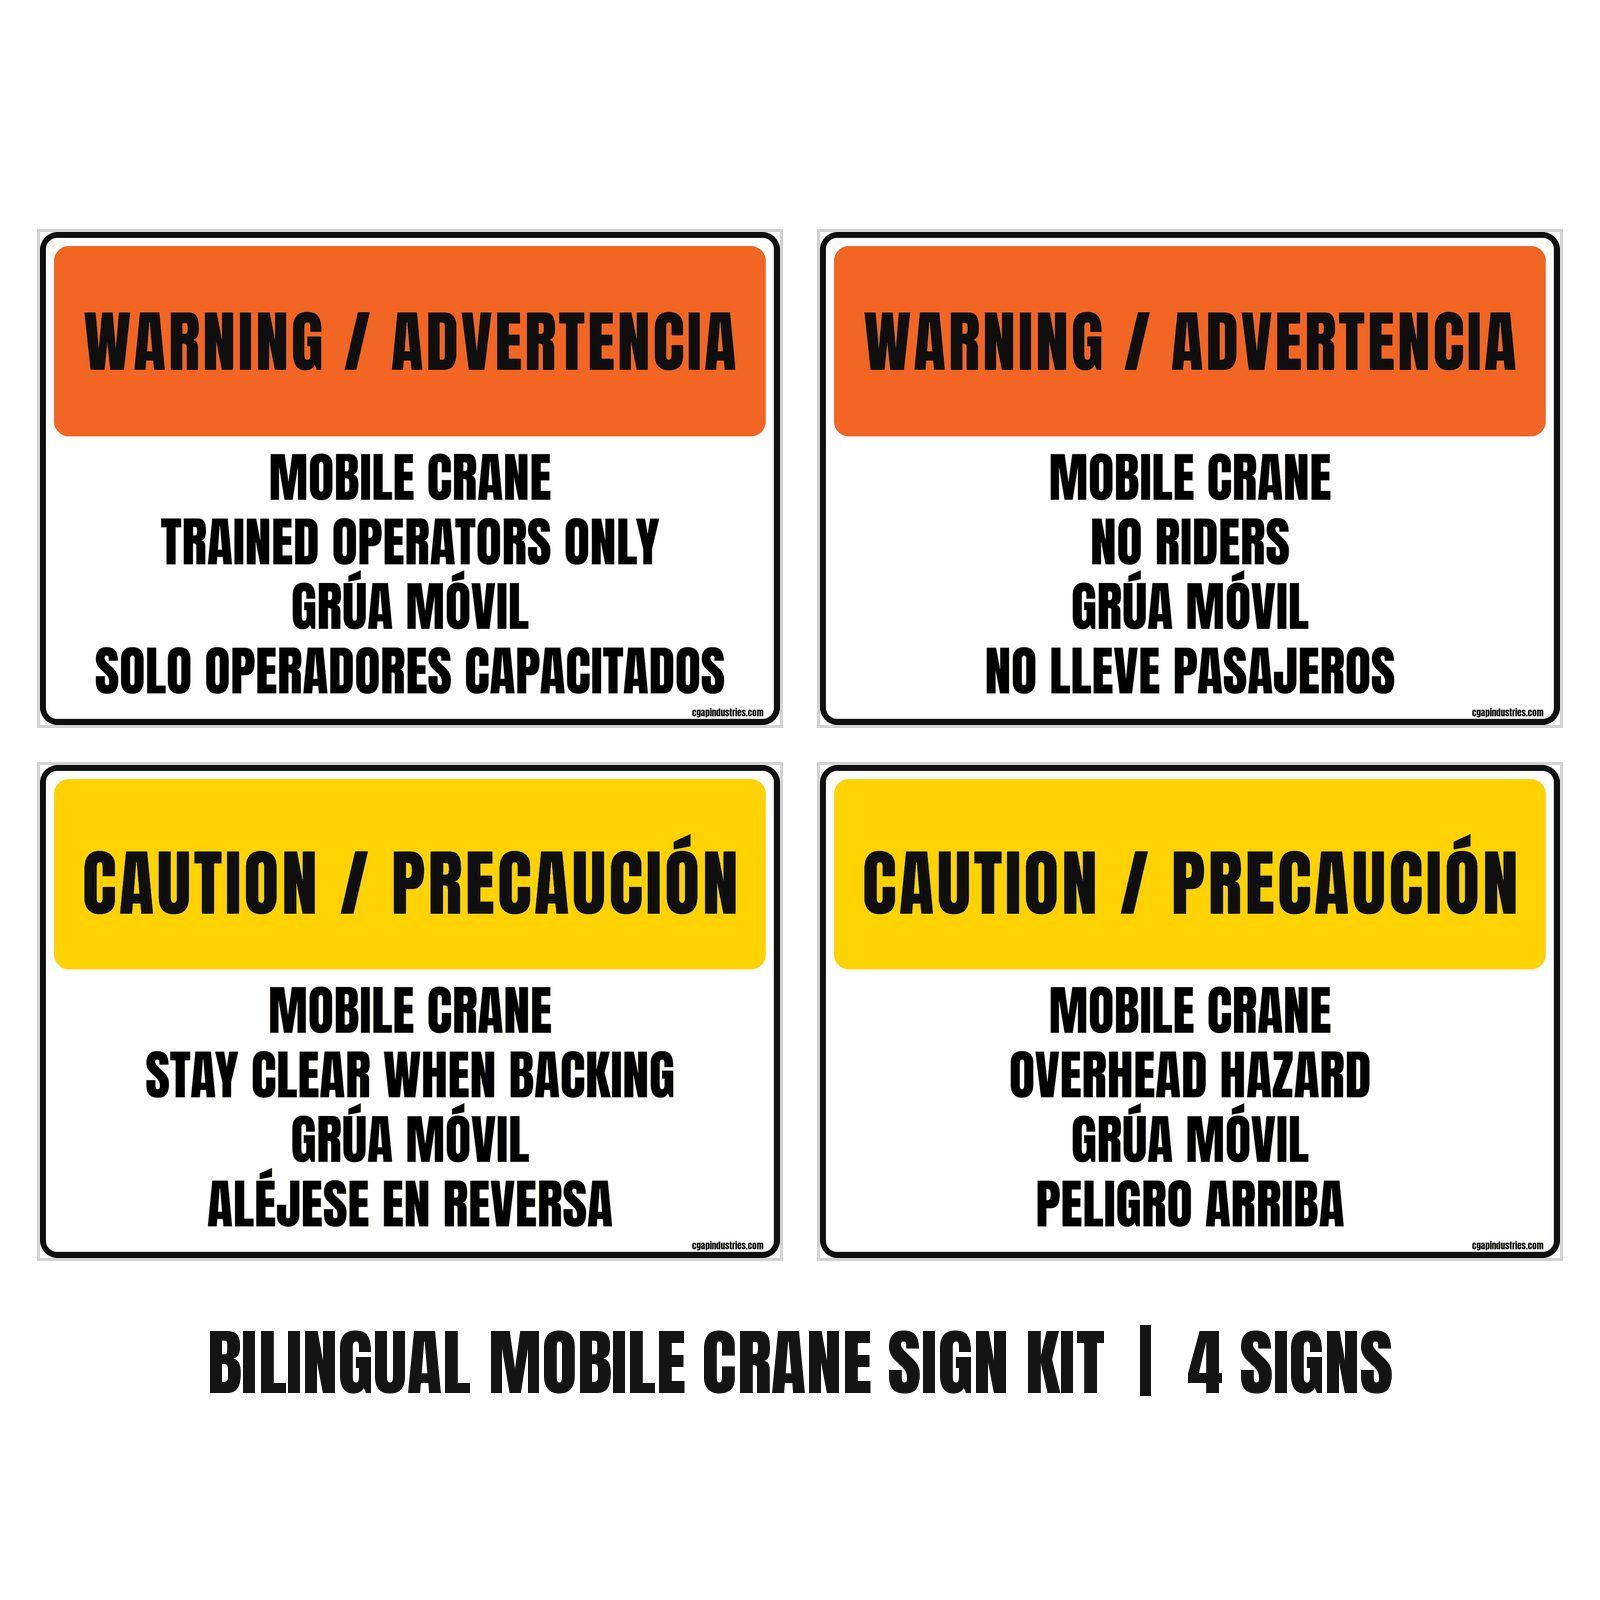 WARNING / ADVERTENCIA
MOBILE CRANE
TRAINED OPERATORS ONLY
GRÚA MÓVIL
SOLO OPERADORES CAPACITADOS
cgapindustries.com
WARNING / ADVERTENCIA
MOBILE CRANE
NO RIDERS
GRÚA MÓVIL
NO LLEVE PASAJEROS
cgapindustries.com
CAUTION / PRECAUCIÓN
MOBILE CRANE
STAY CLEAR WHEN BACKING
GRÚA MÓVIL
ALÉJESE EN REVERSA
cgapindustries.com
CAUTION / PRECAUCIÓN
MOBILE CRANE
OVERHEAD HAZARD
GRÚA MÓVIL
PELIGRO ARRIBA
cgapindustries.com
BILINGUAL MOBILE CRANE SIGN KIT | 4 SIGNS